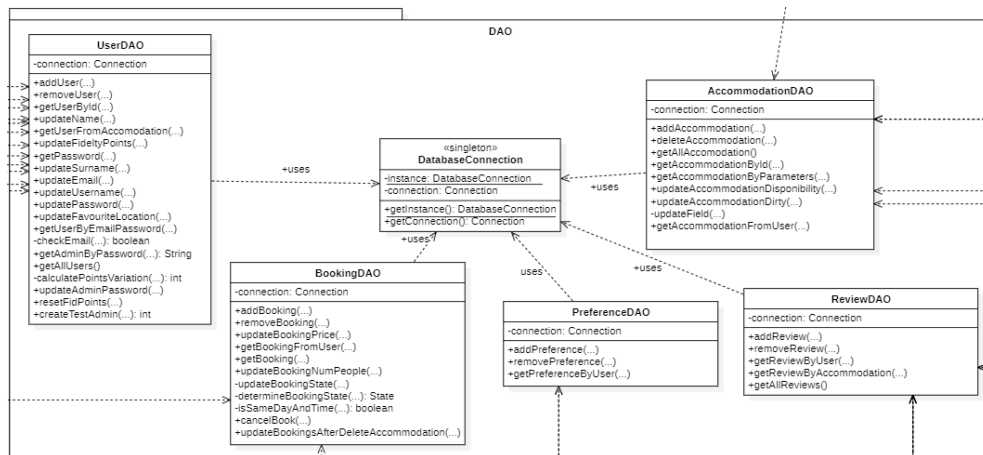 DAO
UserDAO
-connection: Connection
+addUser(...)
+removeUser(...)
+getUserById(...)
+updateName(...)
+getUserFromAccomodation(...)
+updateFideltyPoints(...)
+getPassword(...)
+updateSurname(...)
+updateEmail(...)
+updateUsername(...)
+updatePassword(...)
+updateFavouriteLocation(...)
+getUserByEmailPassword(...)
-checkEmail(...): boolean
+getAdminByPassword(...): String
+getAllUsers()
-calculatePointsVariation(...): int
+updateAdminPassword(...)
+resetFidPoints(...)
+createTestAdmin(...): int
+uses
«singleton»
DatabaseConnection
-instance: DatabaseConnection
-connection: Connection
+getInstance(): DatabaseConnection
+getConnection(): Connection
+uses
AccommodationDAO
-connection: Connection
+addAccommodation(...)
+deleteAccommodation(...)
+getAllAccomodation()
+getAccommodationById(...)
+getAccommodationByParameters(...)
+updateAccommodationDisponibility(...)
+updateAccommodationDirty(...)
-updateField(...)
+getAccommodationFromUser(...)
+uses
uses
+uses
BookingDAO
-connection: Connection
+addBooking(...)
+removeBooking(...)
+updateBookingPrice(...)
+getBookingFromUser(...)
+getBooking(...)
+updateBookingNumPeople(...)
-updateBookingState(...)
-determineBookingState(...): State
-isSameDayAndTime(...): boolean
+cancelBook(...)
+updateBookingsAfterDeleteAccommodation(...)
PreferenceDAO
-connection: Connection
+addPreference(...)
+removePreference(...)
+getPreferenceByUser(...)
ReviewDAO
-connection: Connection
+addReview(...)
+removeReview(...)
+getReviewByUser(...)
+getReviewByAccommodation(...)
+getAllReviews()